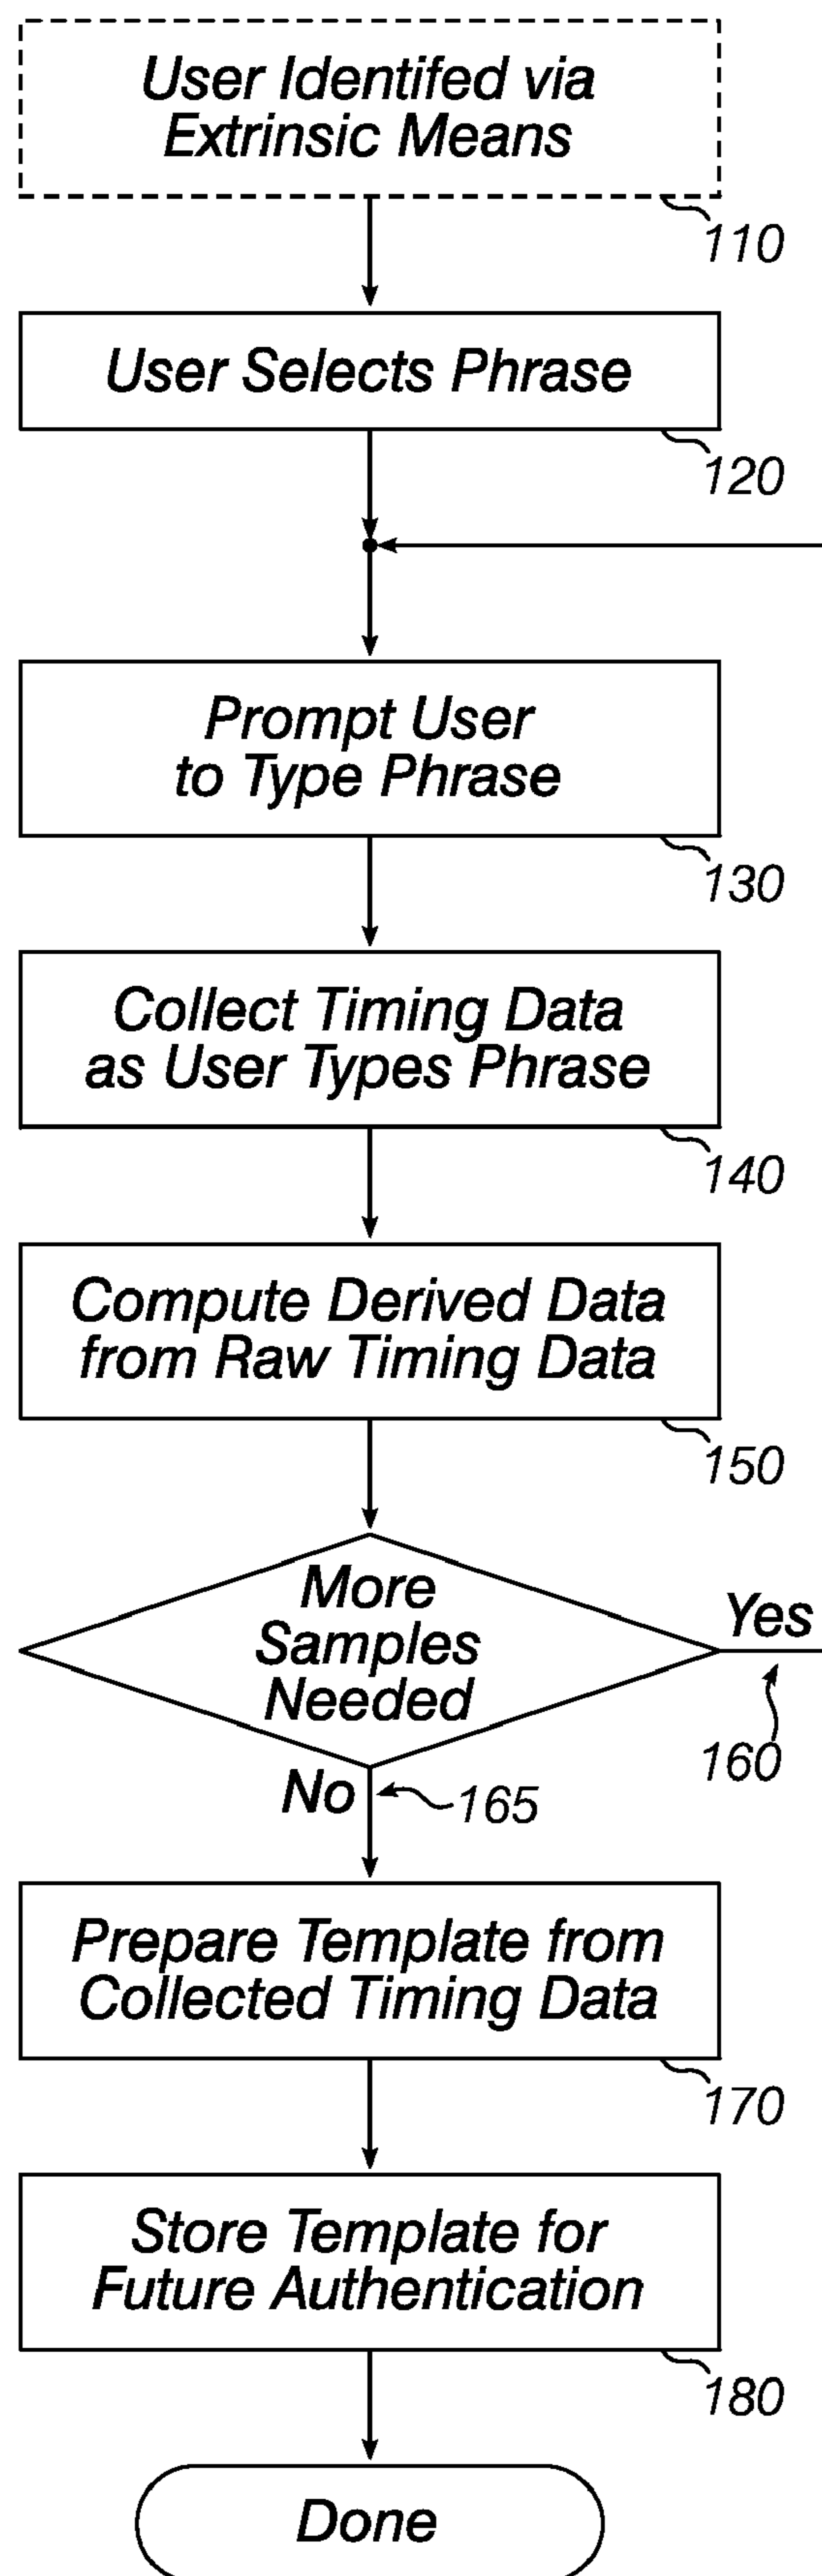 User Identifed via
Extrinsic Means
110
User Selects Phrase
120
Prompt User
to Type Phrase
130
Collect Timing Data
as User Types Phrase
140
Compute Derived Data
from Raw Timing Data
150
More
Samples
Needed
Yes
160
No
165
Prepare Template from
Collected Timing Data
170
Store Template for
Future Authentication
180
Done